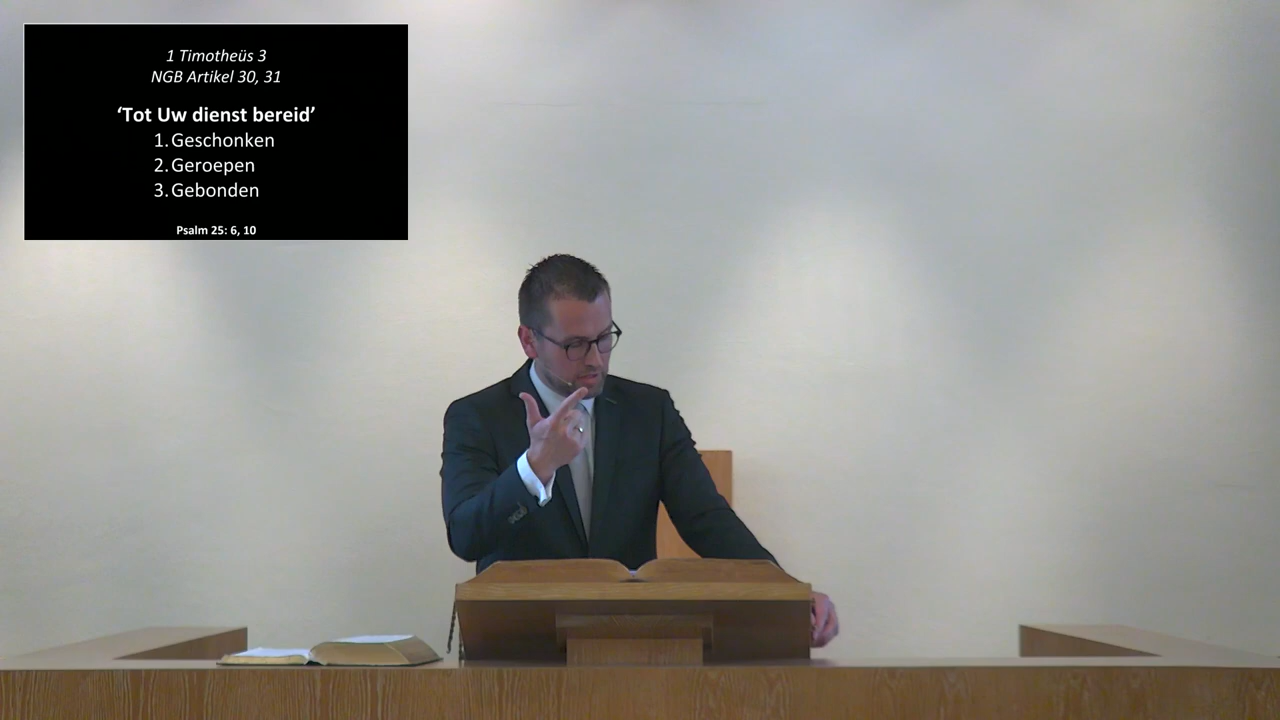 1 Timotheüs 3
NGB Artikel 30, 31
‘Tot Uw dienst bereid’
1. Geschonken
2. Geroepen
3. Gebonden
Psalm 25: 6, 10